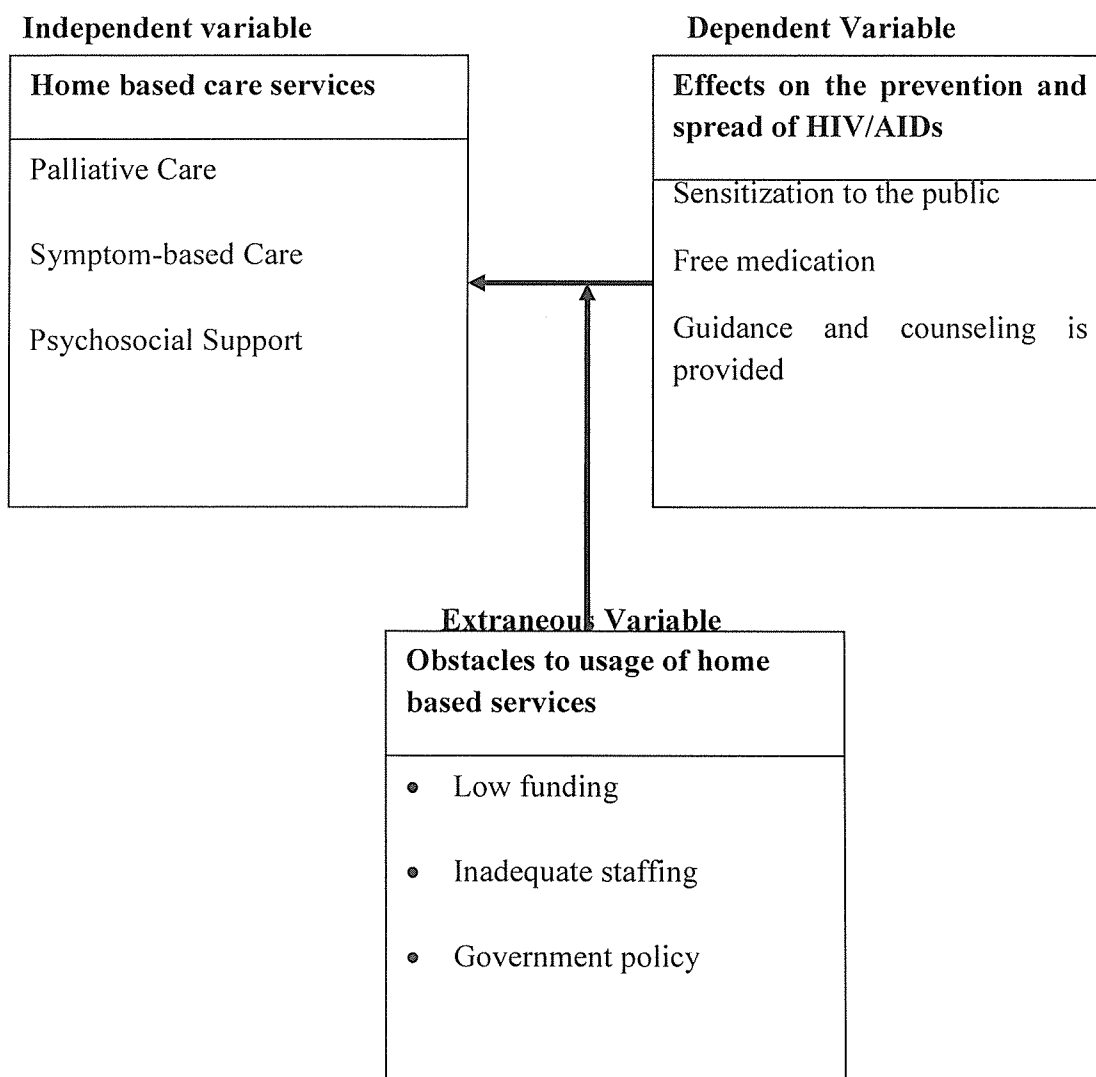 Independent variable
Home based care services
Palliative Care
Symptom-based Care
Psychosocial Support
Dependent Variable
Effects on the prevention and
spread of HIV/AIDs
Sensitization to the public
Free medication
Guidance and counseling is
provided
Extraneous Variable
Obstacles to usage of home
based services
• Low funding
• Inadequate staffing
• Government policy